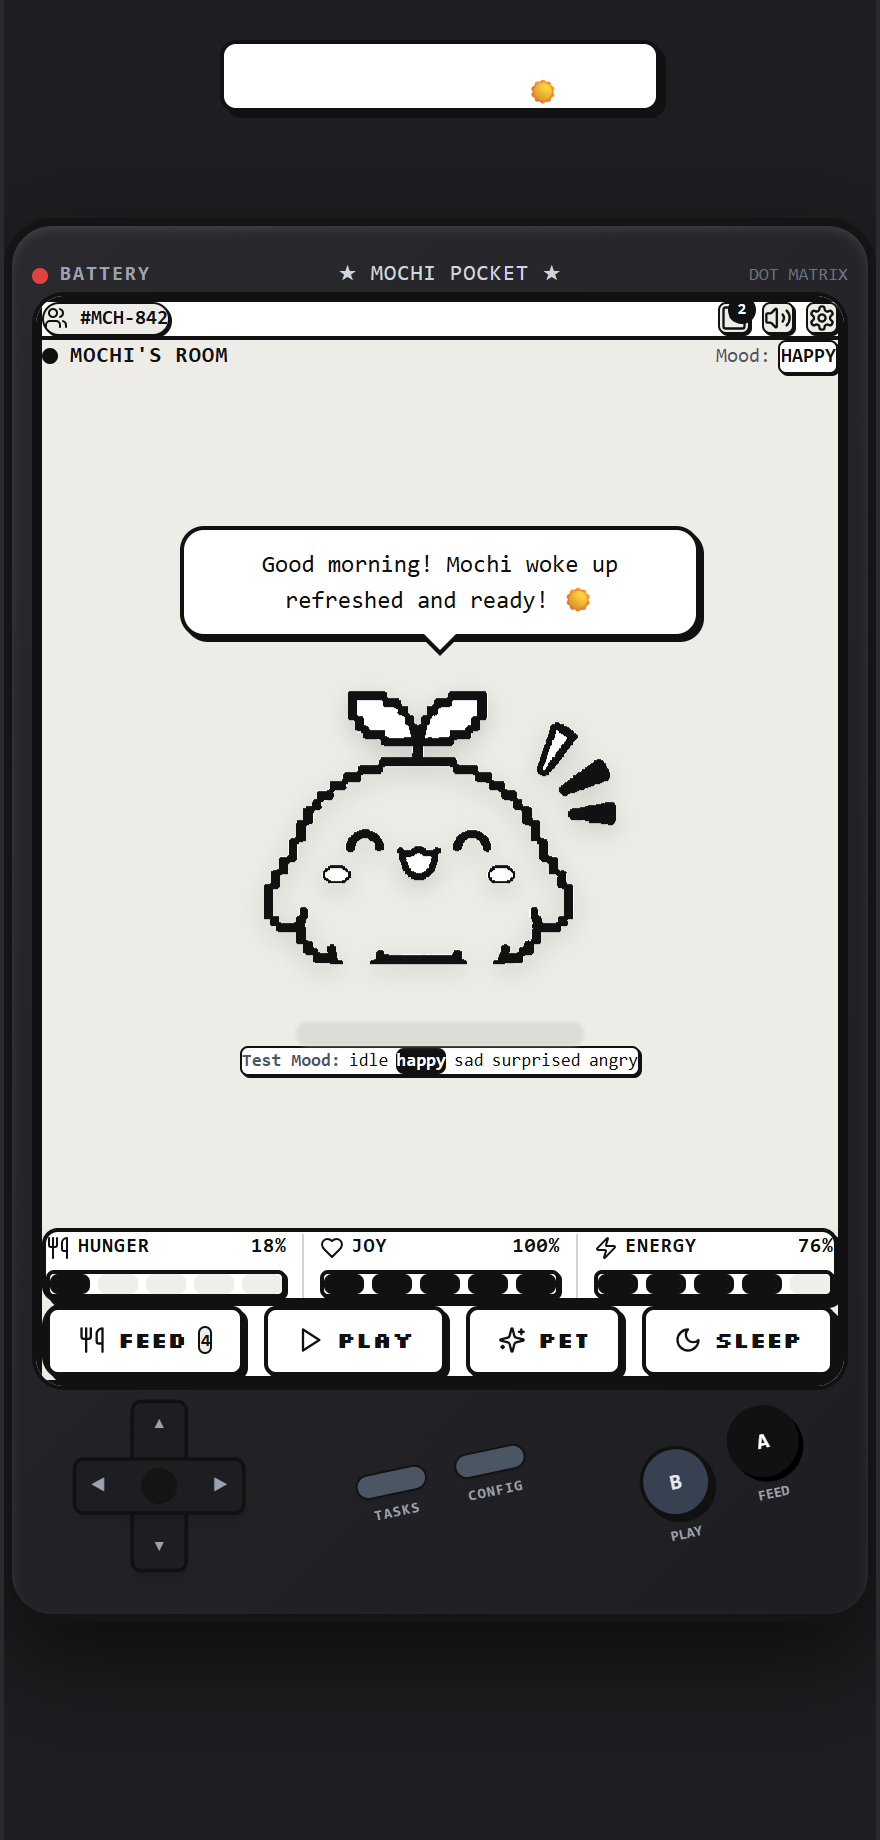 BATTERY
★ MOCHI POCKET ★
DOT MATRIX
#MCH-842
2
MOCHI'S ROOM
Mood: HAPPY
Good morning! Mochi woke up
refreshed and ready!
Test Mood: idle happy sad surprised angry
HUNGER 18%
JOY 100%
ENERGY 76%
FEED 4
PLAY
PET
SLEEP
A
B
TASKS
CONFIG
FEED
PLAY